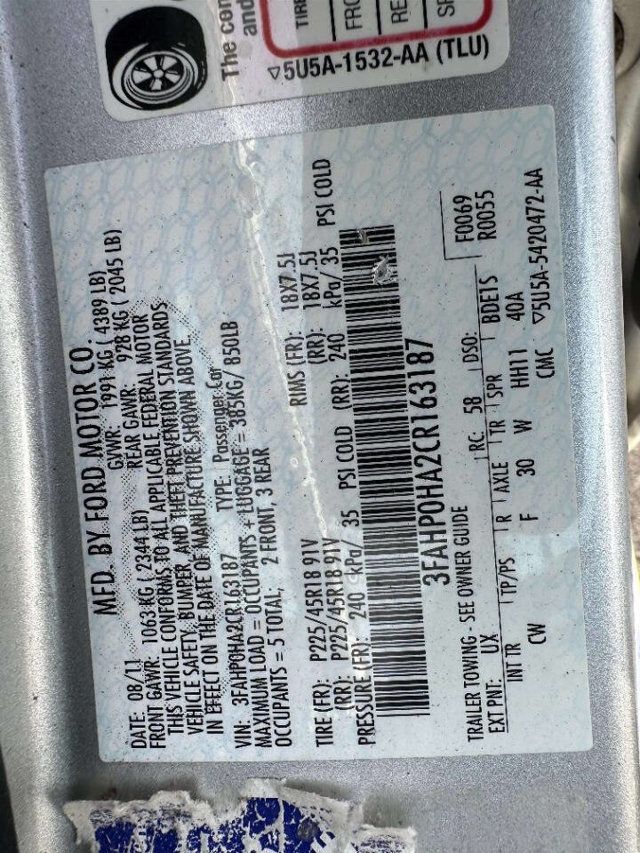 The con
and
TIRE
FRO
RE
SP
▽5U5A-1532-AA (TLU)
MFD. BY FORD MOTOR CO.
DATE: 08/11 GVWR: 1991 KG ( 4389 LB)
FRONT GAWR: 1063 KG ( 2344 LB) REAR GAWR: 928 KG ( 2045 LB)
THIS VEHICLE CONFORMS TO ALL APPLICABLE FEDERAL MOTOR
VEHICLE SAFETY, BUMPER, AND THEFT PREVENTION STANDARDS
IN EFFECT ON THE DATE OF MANUFACTURE SHOWN ABOVE.
VIN: 3FAHP0HA2CR163187 TYPE: Passenger Car
MAXIMUM LOAD = OCCUPANTS + LUGGAGE = 385KG/ 850LB
OCCUPANTS = 5 TOTAL; 2 FRONT, 3 REAR
TIRE (FR): P225/45R18 91V RIMS (FR): 18X7.5J
(RR): P225/45R18 91V (RR): 18X7.5J
PRESSURE (FR): 240 kPa/ 35 PSI COLD (RR): 240 kPa/ 35 PSI COLD
3FAHP0HA2CR163187
TRAILER TOWING - SEE OWNER GUIDE F0069
R0055
EXT PNT: UX RC: 58 DSO:
INT TR TP/PS R AXLE TR SPR BDEIS
CW F 30 W HH11 40A
CMC ▽5U5A-5420472-AA